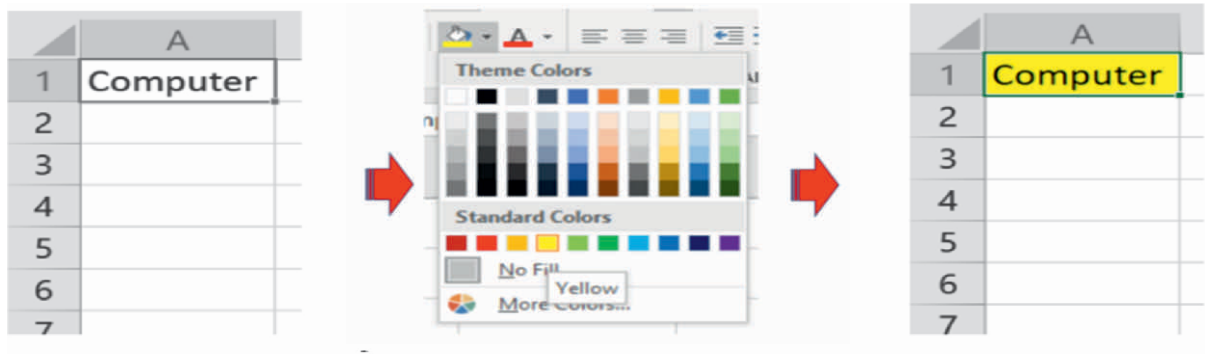 A
1 Computer
2
3
4
5
6
7
A
Theme Colors
Standard Colors
No Fill
Yellow
More Colors...
A
1 Computer
2
3
4
5
6
7